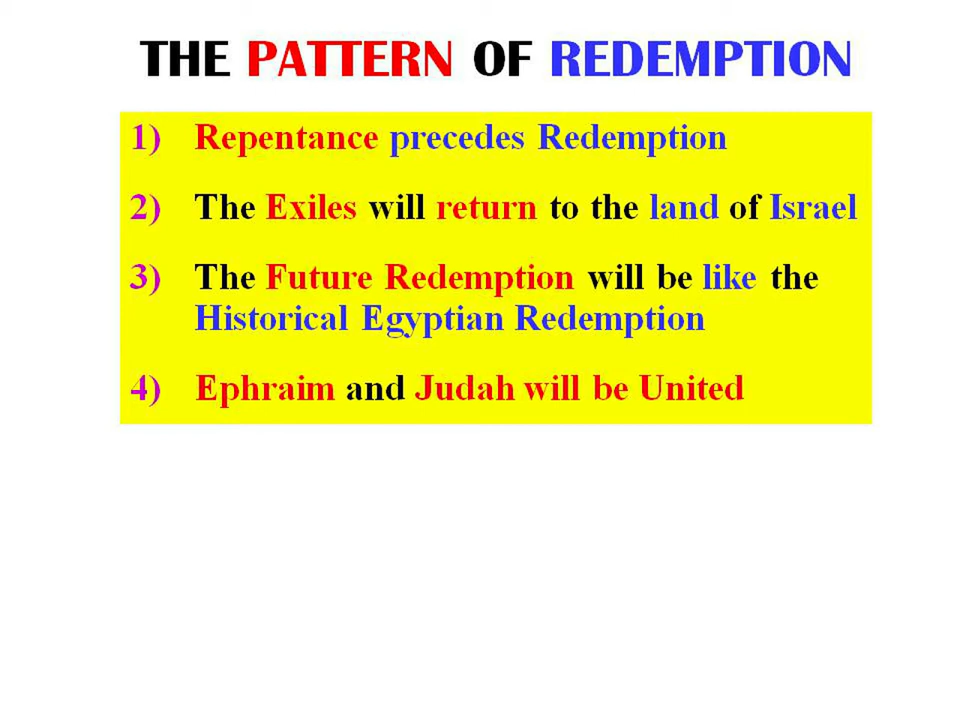 THE PATTERN OF REDEMPTION
1) Repentance precedes Redemption
2) The Exiles will return to the land of Israel
3) The Future Redemption will be like the
Historical Egyptian Redemption
4) Ephraim and Judah will be United